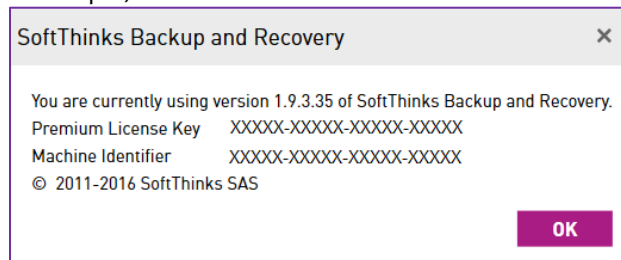 SoftThinks Backup and Recovery ×
You are currently using version 1.9.3.35 of SoftThinks Backup and Recovery.
Premium License Key XXXXX-XXXXX-XXXXX-XXXXX
Machine Identifier XXXXX-XXXXX-XXXXX-XXXXX
© 2011-2016 SoftThinks SAS
OK